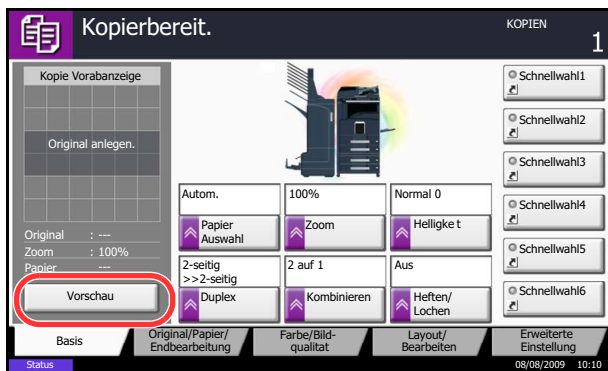 Kopierbereit.
KOPIEN
1
Kopie Vorabanzeige
Original anlegen.
Original : ---
Zoom : 100%
Papier : ---
Vorschau
Autom.
Papier
Auswahl
100%
Zoom
Normal 0
Helligke t
2-seitig
>>2-seitig
Duplex
2 auf 1
Kombinieren
Aus
Heften/
Lochen
Schnellwahl1
Schnellwahl2
Schnellwahl3
Schnellwahl4
Schnellwahl5
Schnellwahl6
Basis
Original/Papier/
Endbearbeitung
Farbe/Bild-
qualitat
Layout/
Bearbeiten
Erweiterte
Einstellung
Status
08/08/2009 10:10